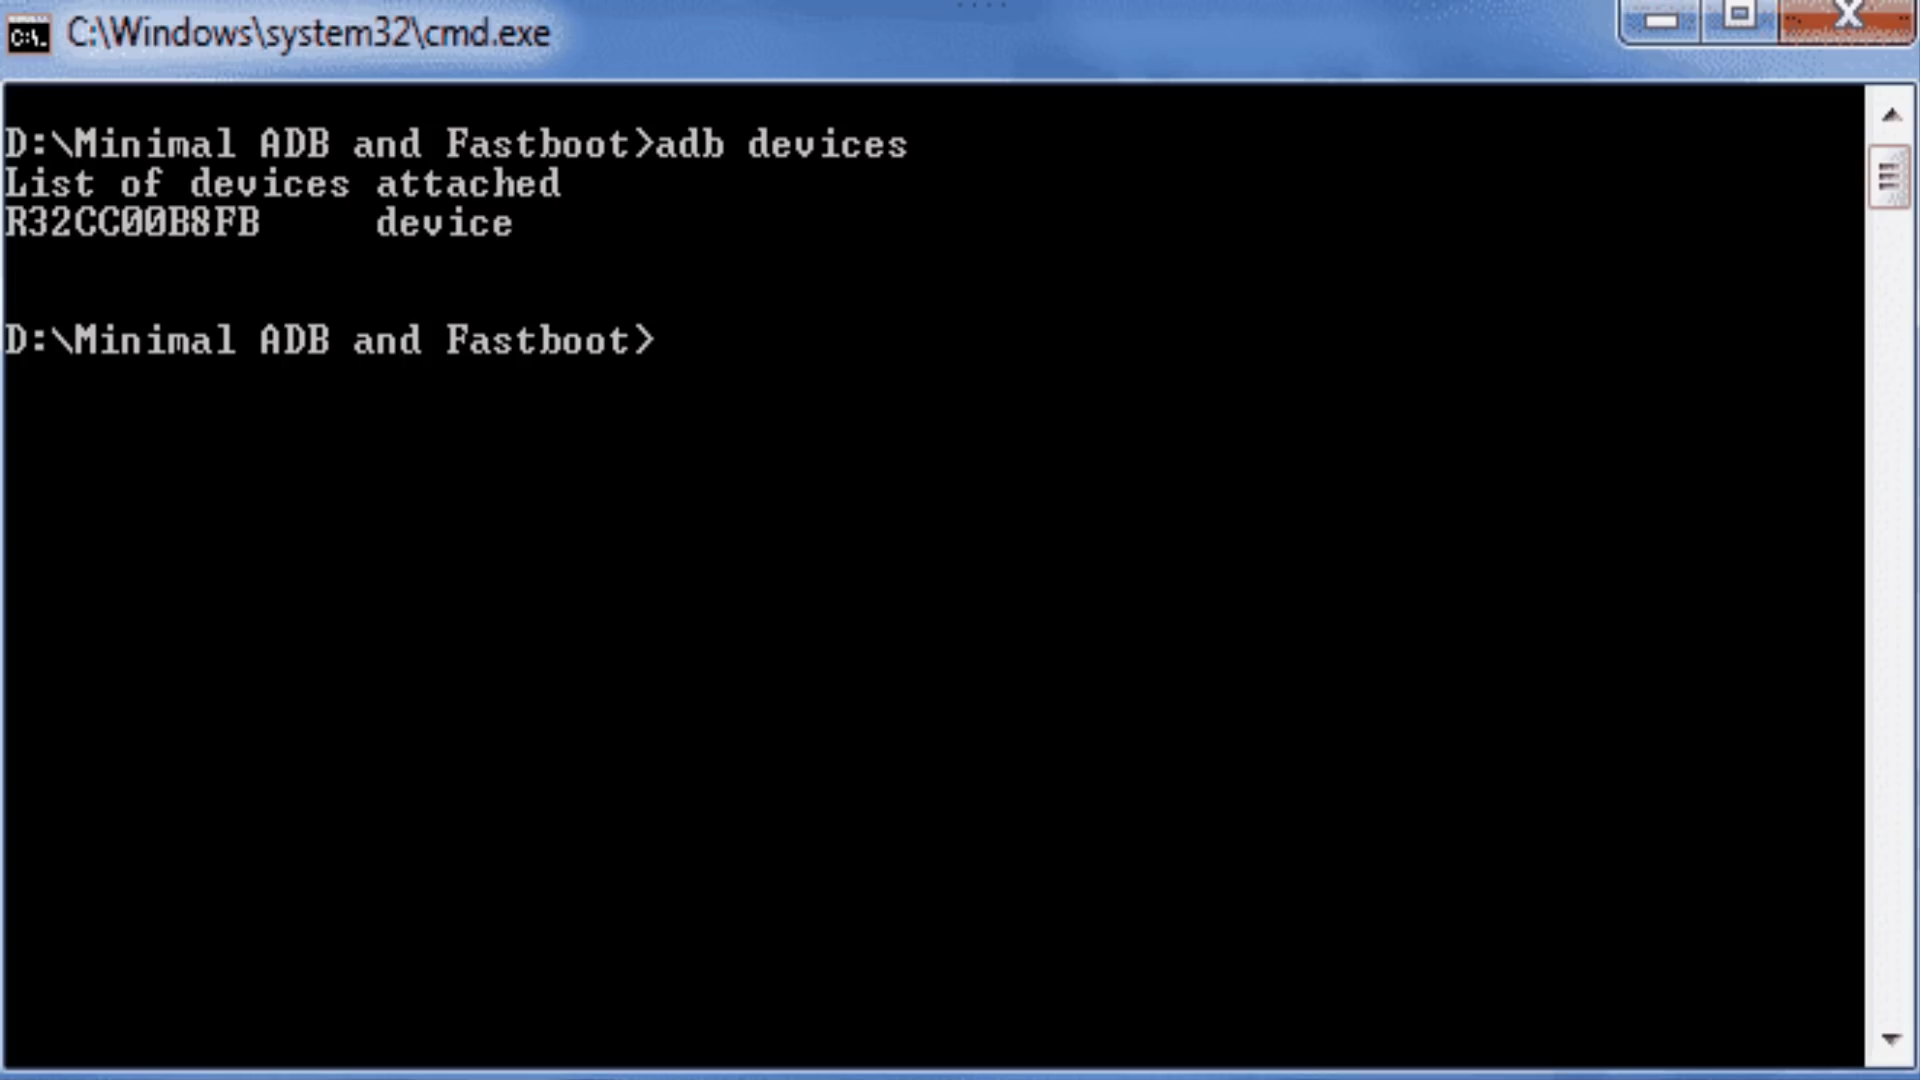 C:\Windows\system32\cmd.exe
D:\Minimal ADB and Fastboot>adb devices
List of devices attached
R32CC00B8FB     device
D:\Minimal ADB and Fastboot>